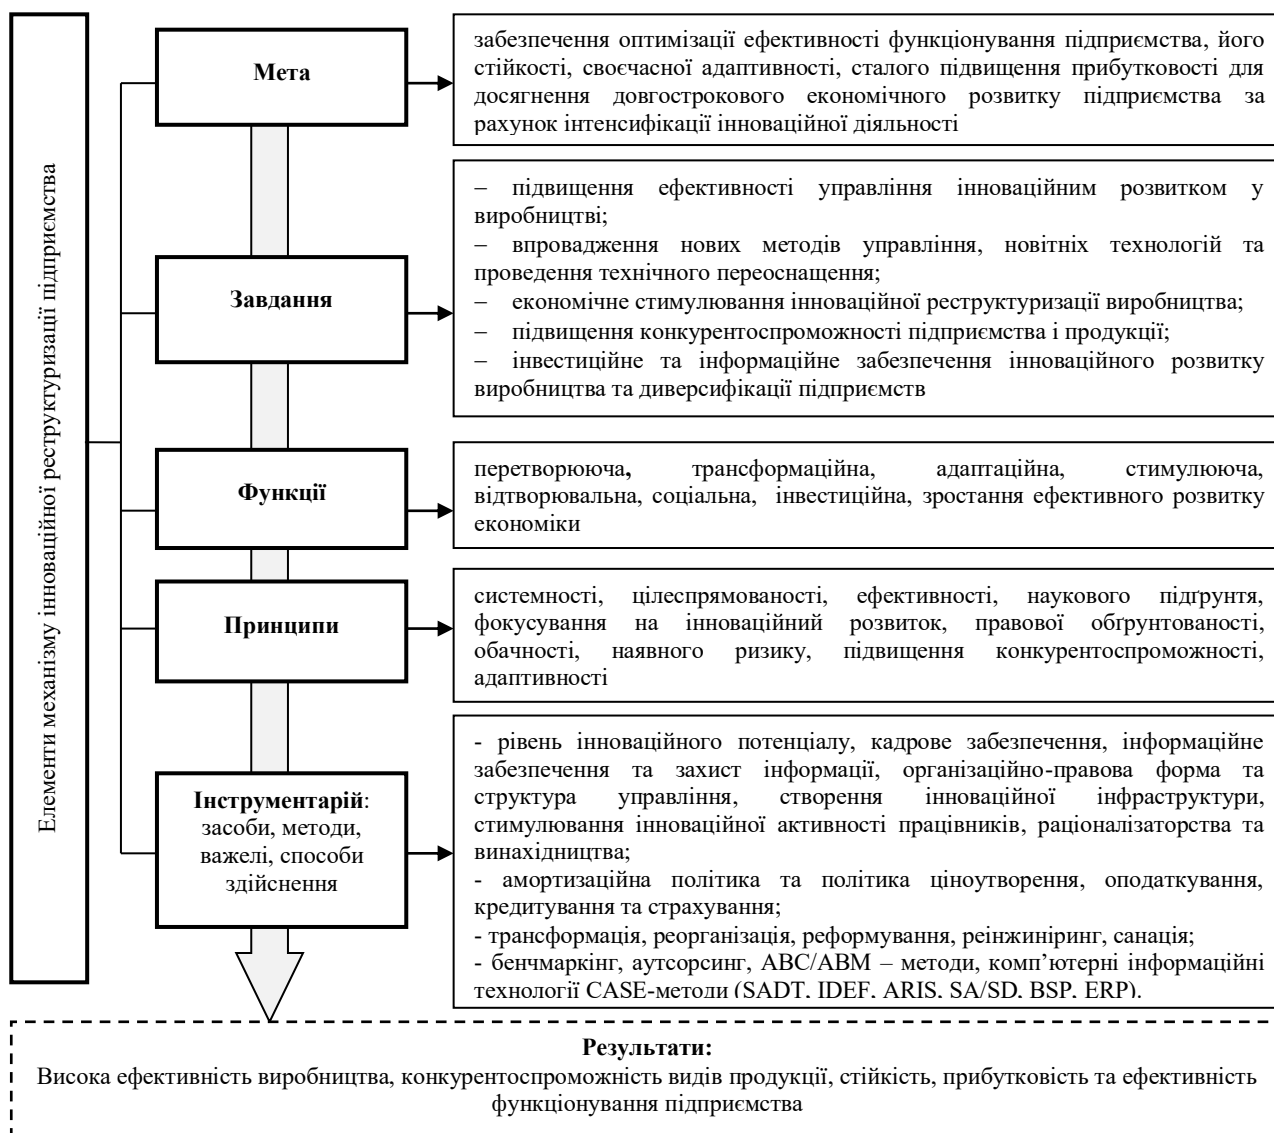 Елементи механізму інноваційної реструктуризації підприємства
Мета
забезпечення оптимізації ефективності функціонування підприємства, його
стійкості, своєчасної адаптивності, сталого підвищення прибутковості для
досягнення довгострокового економічного розвитку підприємства за
рахунок інтенсифікації інноваційної діяльності
Завдання
– підвищення ефективності управління інноваційним розвитком у
виробництві;
– впровадження нових методів управління, новітніх технологій та
проведення технічного переоснащення;
– економічне стимулювання інноваційної реструктуризації виробництва;
– підвищення конкурентоспроможності підприємства і продукції;
– інвестиційне та інформаційне забезпечення інноваційного розвитку
виробництва та диверсифікації підприємств
Функції
перетворююча, трансформаційна, адаптаційна, стимулююча,
відтворювальна, соціальна, інвестиційна, зростання ефективного розвитку
економіки
Принципи
системності, цілеспрямованості, ефективності, наукового підґрунтя,
фокусування на інноваційний розвиток, правової обґрунтованості,
обачності, наявного ризику, підвищення конкурентоспроможності,
адаптивності
Інструментарій:
засоби, методи,
важелі, способи
здійснення
- рівень інноваційного потенціалу, кадрове забезпечення, інформаційне
забезпечення та захист інформації, організаційно-правова форма та
структура управління, створення інноваційної інфраструктури,
стимулювання інноваційної активності працівників, раціоналізаторства та
винахідництва;
- амортизаційна політика та політика ціноутворення, оподаткування,
кредитування та страхування;
- трансформація, реорганізація, реформування, реінжиніринг, санація;
- бенчмаркінг, аутсорсинг, АВС/АВМ – методи, комп’ютерні інформаційні
технології CASE-методи (SADT, IDEF, ARIS, SA/SD, BSP, ERP).
Результати:
Висока ефективність виробництва, конкурентоспроможність видів продукції, стійкість, прибутковість та ефективність
функціонування підприємства